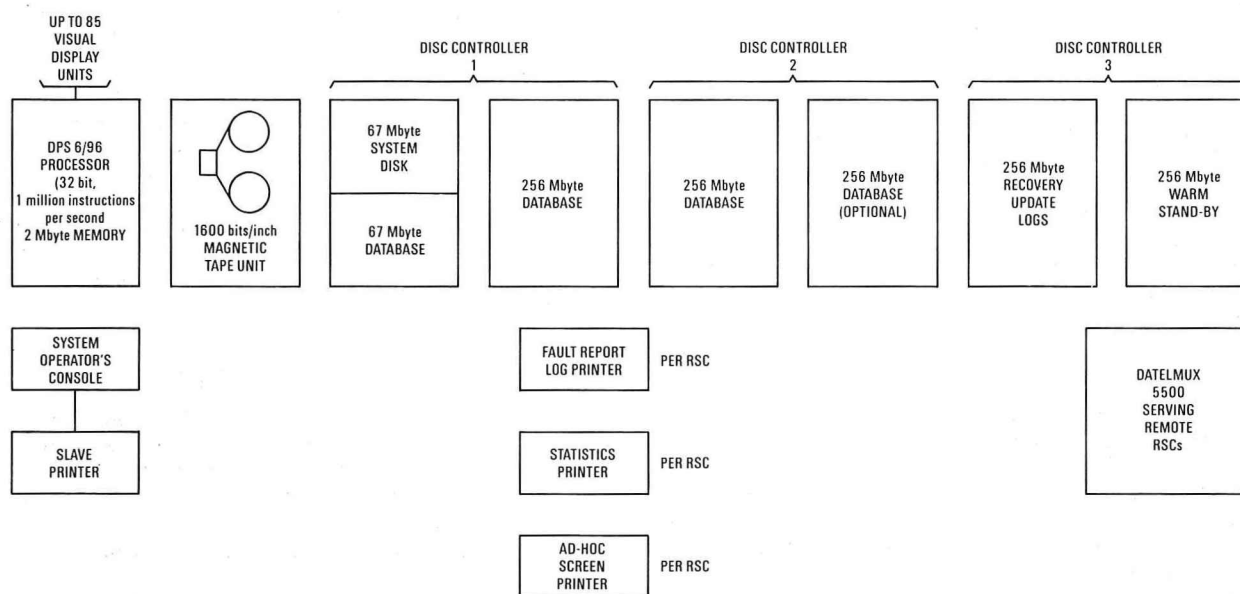 UP TO 85
VISUAL
DISPLAY
UNITS
DISC CONTROLLER
1
DISC CONTROLLER
2
DISC CONTROLLER
3
DPS 6/96
PROCESSOR
(32 bit,
1 million instructions
per second
2 Mbyte MEMORY
1600 bits/inch
MAGNETIC
TAPE UNIT
67 Mbyte
SYSTEM
DISK
67 Mbyte
DATABASE
256 Mbyte
DATABASE
256 Mbyte
DATABASE
256 Mbyte
DATABASE
(OPTIONAL)
256 Mbyte
RECOVERY
UPDATE
LOGS
256 Mbyte
WARM
STAND-BY
SYSTEM
OPERATOR'S
CONSOLE
FAULT REPORT
LOG PRINTER
PER RSC
DATELMUX
5500
SERVING
REMOTE
RSCs
SLAVE
PRINTER
STATISTICS
PRINTER
PER RSC
AD-HOC
SCREEN
PRINTER
PER RSC